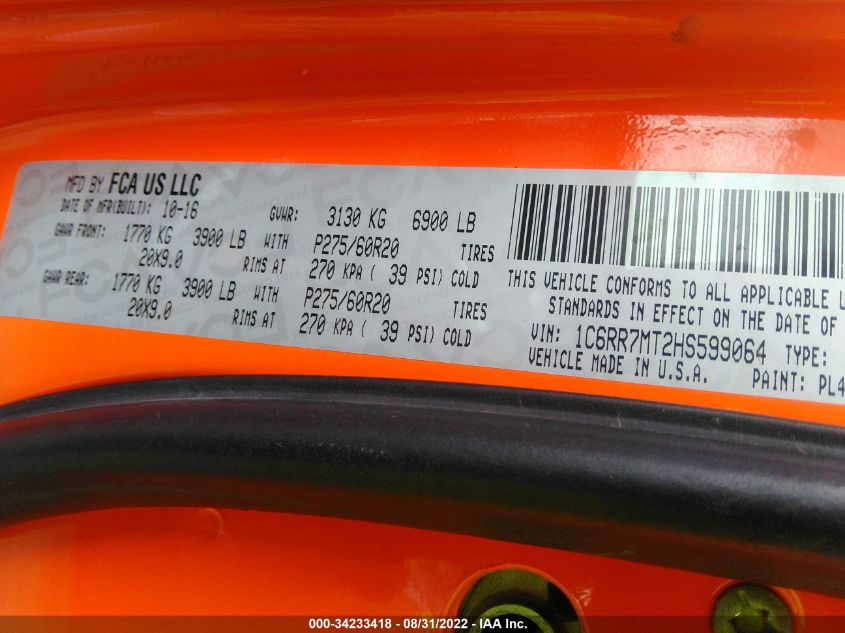 MFD BY FCA US LLC
DATE OF MFR(BUILT): 10-16 GVWR: 3130 KG 6900 LB
GAWR FRONT: 1770 KG 3900 LB WITH P275/60R20 TIRES
20X9.0 RIMS AT 270 KPA ( 39 PSI) COLD
GAWR REAR: 1770 KG 3900 LB WITH P275/60R20 TIRES
20X9.0 RIMS AT 270 KPA ( 39 PSI) COLD
THIS VEHICLE CONFORMS TO ALL APPLICABLE
STANDARDS IN EFFECT ON THE DATE OF
VIN: 1C6RR7MT2HS599064 TYPE:
VEHICLE MADE IN U.S.A. PAINT: PL4
000-34233418 - 08/31/2022 - IAA Inc.